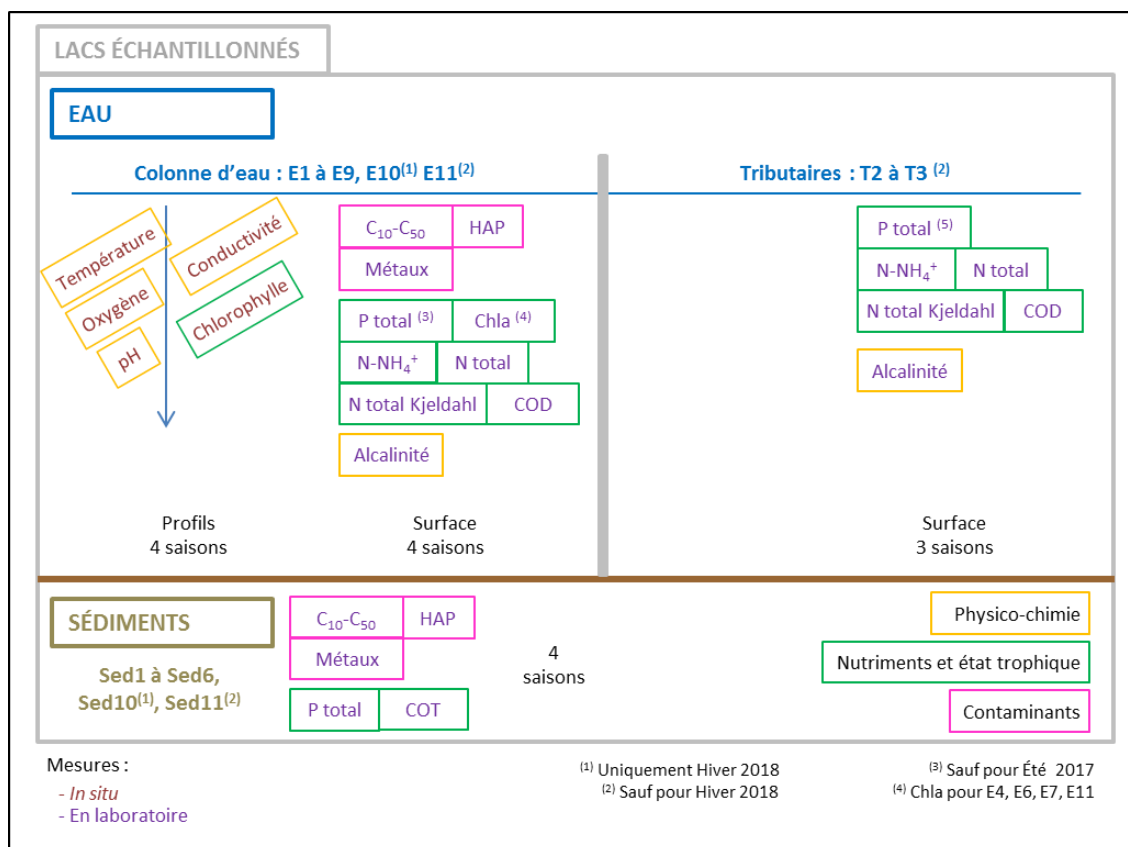 LACS ÉCHANTILLONNÉS
EAU
Colonne d'eau : E1 à E9, E10⁽¹⁾ E11⁽²⁾
Température
Conductivité
Oxygène
Chlorophylle
pH
C₁₀-C₅₀ HAP
Métaux
P total ⁽³⁾ Chla ⁽⁴⁾
N-NH₄⁺ N total
N total Kjeldahl COD
Alcalinité
Profils
4 saisons
Surface
4 saisons
Tributaires : T2 à T3 ⁽²⁾
P total ⁽⁵⁾
N-NH₄⁺ N total
N total Kjeldahl COD
Alcalinité
Surface
3 saisons
SÉDIMENTS
Sed1 à Sed6,
Sed10⁽¹⁾, Sed11⁽²⁾
C₁₀-C₅₀ HAP
Métaux
P total COT
4
saisons
Physico-chimie
Nutriments et état trophique
Contaminants
Mesures :
- In situ
- En laboratoire
⁽¹⁾ Uniquement Hiver 2018
⁽²⁾ Sauf pour Hiver 2018
⁽³⁾ Sauf pour Été 2017
⁽⁴⁾ Chla pour E4, E6, E7, E11